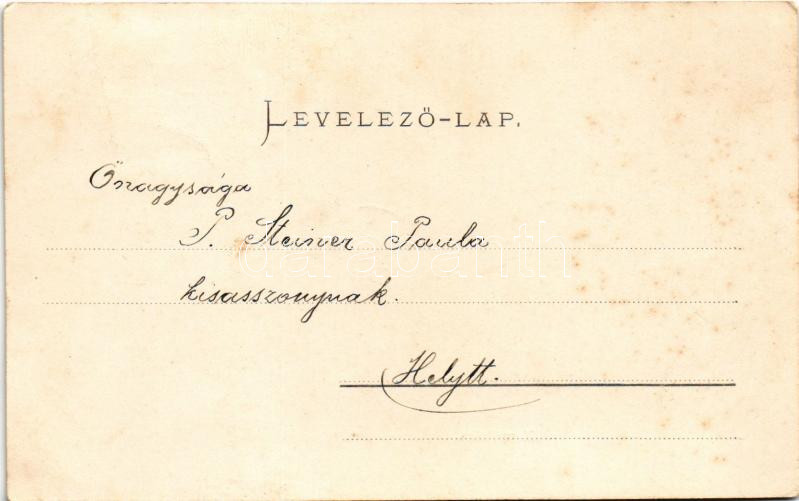 LEVELEZŐ-LAP.
Őnagysága
P. Steiner Paula
kisasszonynak.
Helytt.